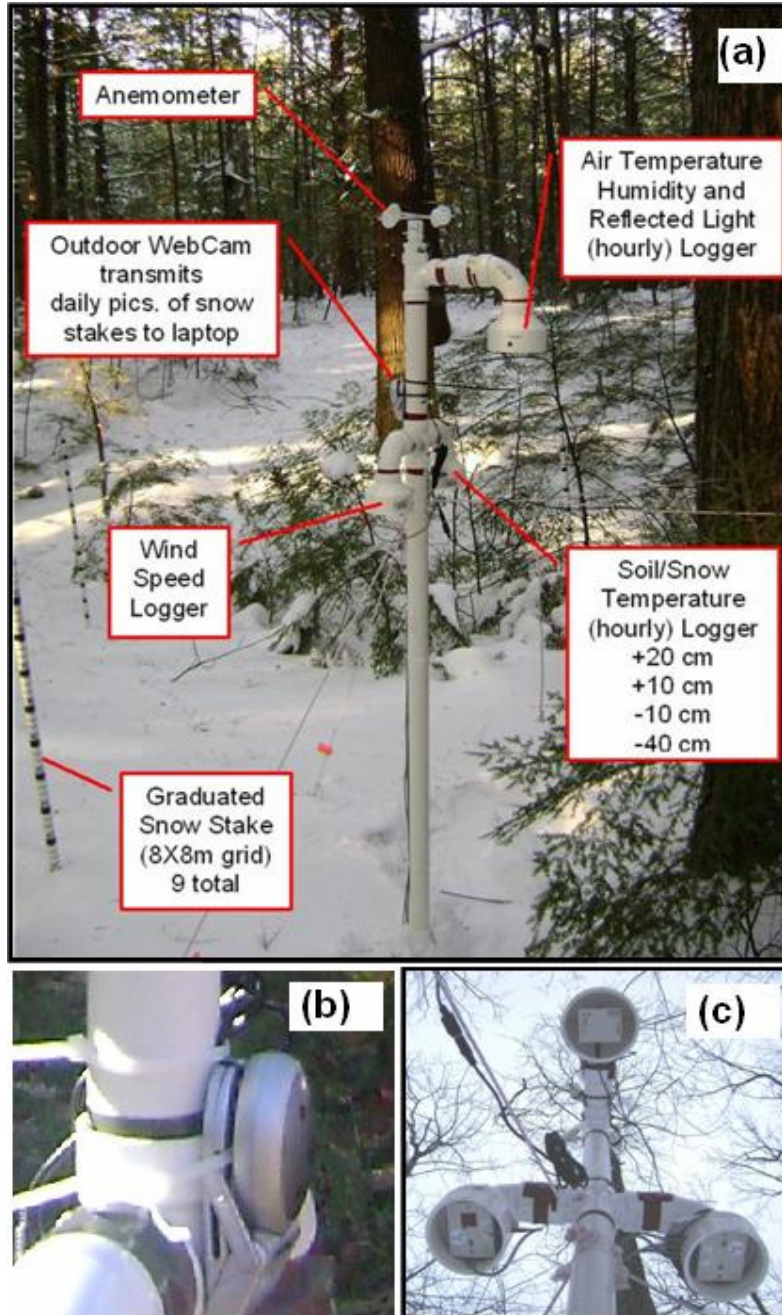 (a)
Anemometer
Air Temperature
Humidity and
Reflected Light
(hourly) Logger
Outdoor WebCam
transmits
daily pics. of snow
stakes to laptop
Wind
Speed
Logger
Soil/Snow
Temperature
(hourly) Logger
+20 cm
+10 cm
-10 cm
-40 cm
Graduated
Snow Stake
(8X8m grid)
9 total
(b)
(c)